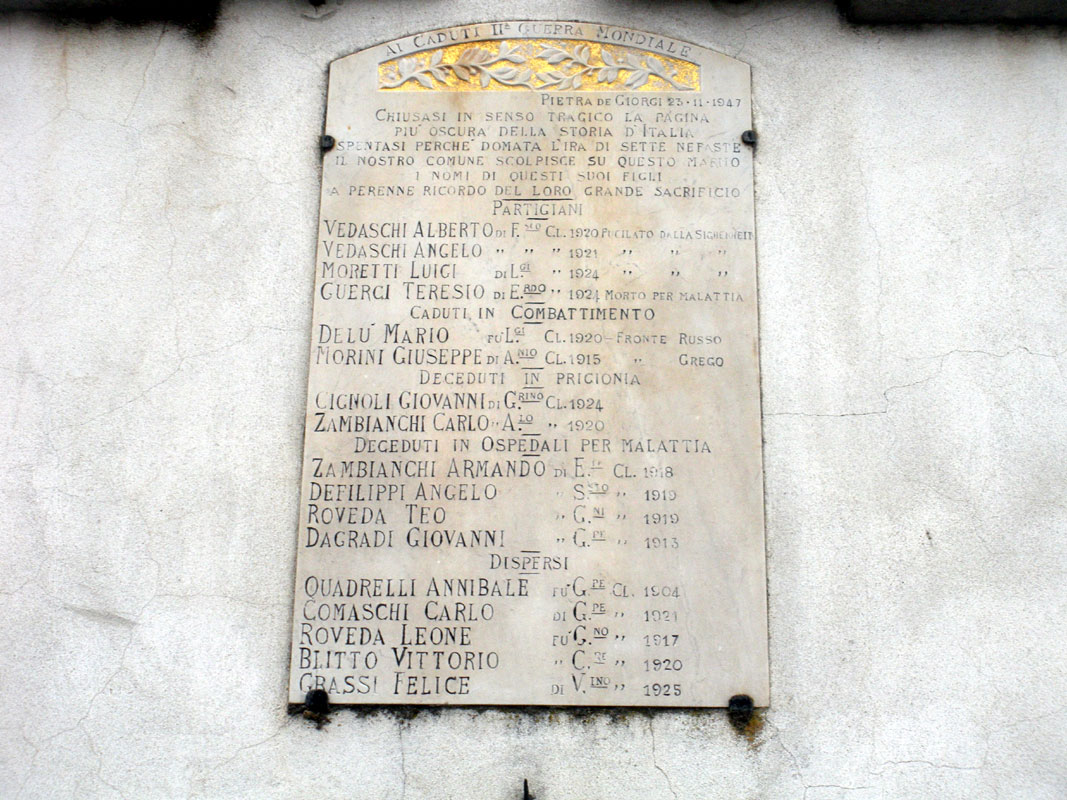 AI CADUTI IIª GUERRA MONDIALE
PIETRA DE GIORGI 23·11·1947
CHIUSASI IN SENSO TRAGICO LA PAGINA
PIU' OSCURA DELLA STORIA D'ITALIA
SPENTASI PERCHE' DOMATA L'IRA DI SETTE NEFASTE
IL NOSTRO COMUNE SCOLPISCE SU QUESTO MARMO
I NOMI DI QUESTI SUOI FIGLI
A PERENNE RICORDO DEL LORO GRANDE SACRIFICIO
PARTIGIANI
VEDASCHI ALBERTO DI F. CL. 1920 FUCILATO DALLA
VEDASCHI ANGELO " " " 1921 " " "
MORETTI LUIGI DI L.GI " 1924 " " "
GUERCI TERESIO DI E.RDO " 1924 MORTO PER MALATTIA
CADUTI IN COMBATTIMENTO
DELU' MARIO FU L.GI CL. 1920 - FRONTE RUSSO
MORINI GIUSEPPE DI A.NIO CL. 1915 " GREGO
DECEDUTI IN PRIGIONIA
CIGNOLI GIOVANNI DI G.RINO CL. 1924
ZAMBIANCHI CARLO " A.LO " 1920
DECEDUTI IN OSPEDALI PER MALATTIA
ZAMBIANCHI ARMANDO DI E. CL. 1918
DEFILIPPI ANGELO " S.STO " 1919
ROVEDA TEO " G.NI " 1919
DAGRADI GIOVANNI " G.PE " 1913
DISPERSI
QUADRELLI ANNIBALE FU G.PE CL. 1904
COMASCHI CARLO DI G.PE " 1921
ROVEDA LEONE FU G.NO " 1917
BLITTO VITTORIO " C.RE " 1920
GRASSI FELICE DI V.INO " 1925